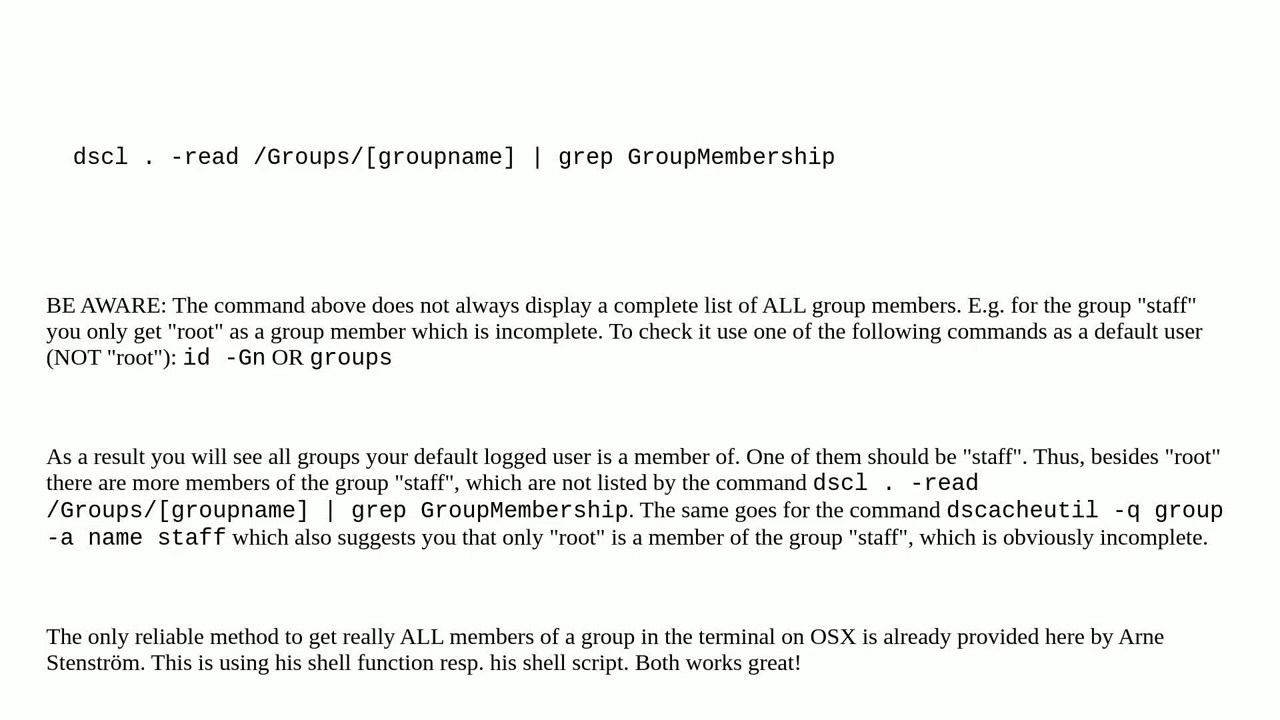 dscl . -read /Groups/[groupname] | grep GroupMembership
BE AWARE: The command above does not always display a complete list of ALL group members. E.g. for the group "staff"
you only get "root" as a group member which is incomplete. To check it use one of the following commands as a default user
(NOT "root"): id -Gn OR groups
As a result you will see all groups your default logged user is a member of. One of them should be "staff". Thus, besides "root"
there are more members of the group "staff", which are not listed by the command dscl . -read
/Groups/[groupname] | grep GroupMembership. The same goes for the command dscacheutil -q group
-a name staff which also suggests you that only "root" is a member of the group "staff", which is obviously incomplete.
The only reliable method to get really ALL members of a group in the terminal on OSX is already provided here by Arne
Stenström. This is using his shell function resp. his shell script. Both works great!